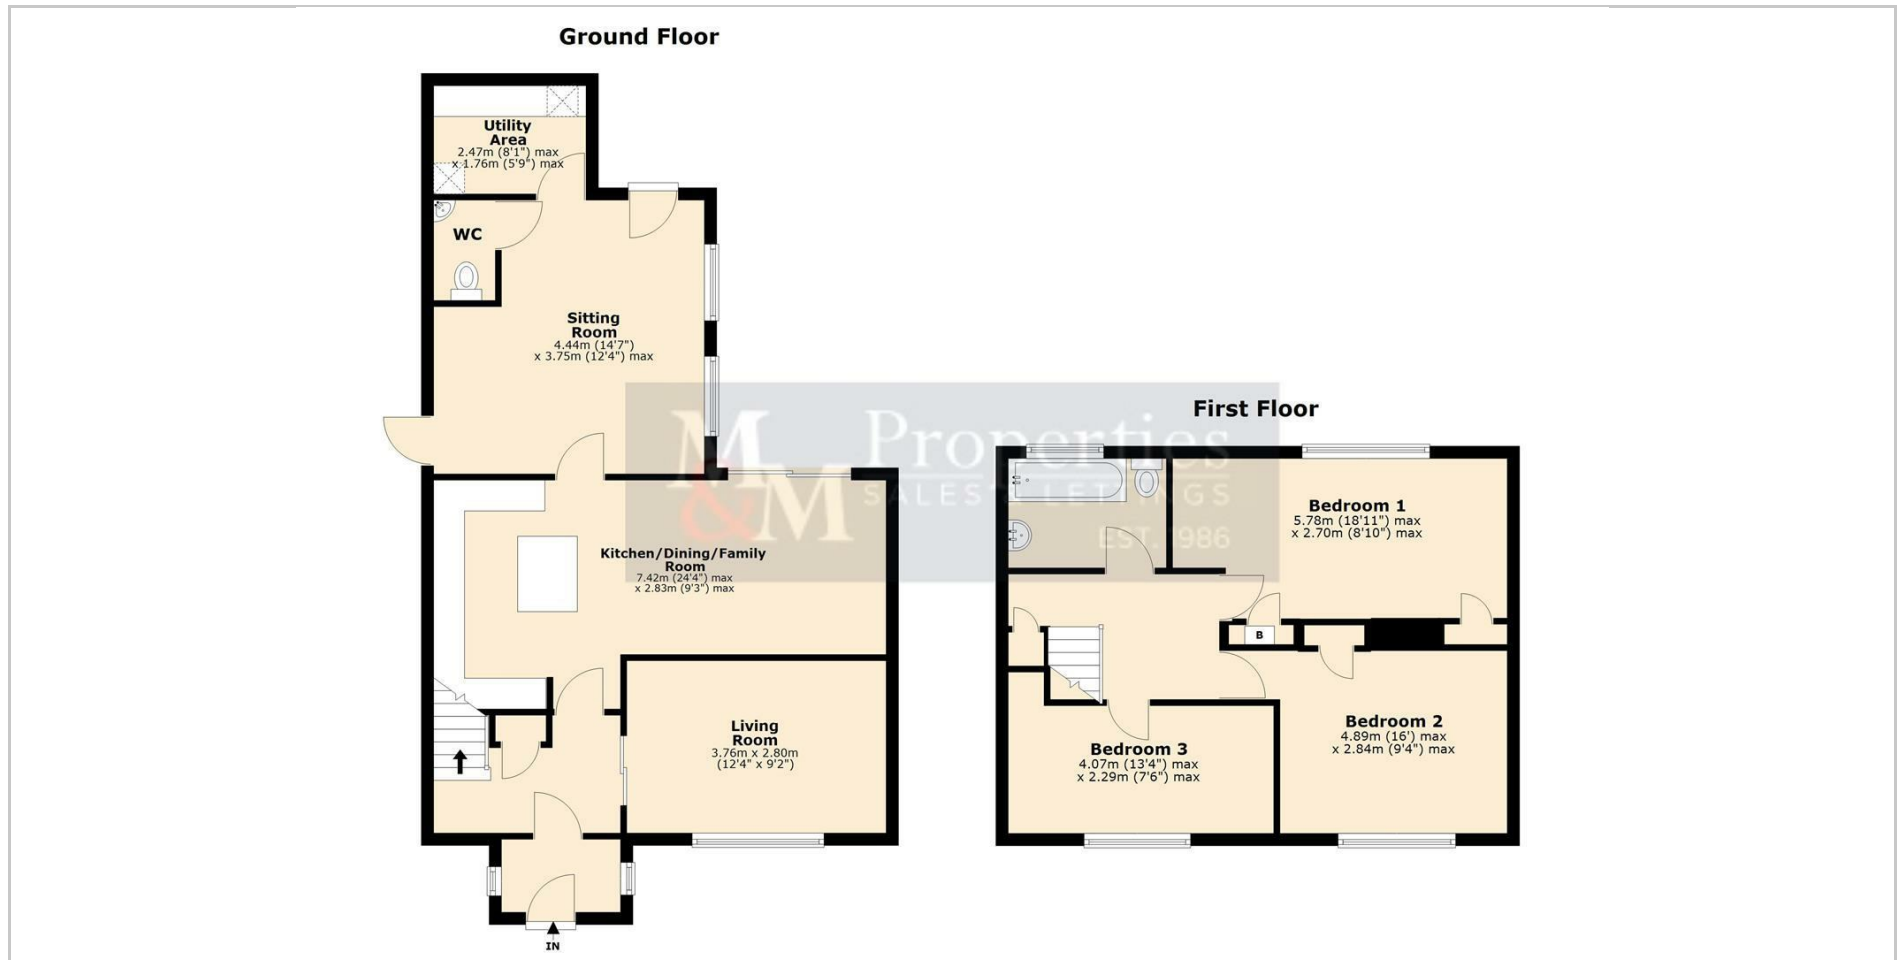 Ground Floor
Utility
Area
2.47m (8'1") max
x 1.76m (5'9") max
WC
Sitting
Room
4.44m (14'7")
x 3.75m (12'4") max
Kitchen/Dining/Family
Room
7.42m (24'4") max
x 2.83m (9'3") max
Living
Room
3.76m x 2.80m
(12'4" x 9'2")
IN
M&M Properties
SALES & LETTINGS
EST. 1986
First Floor
Bedroom 1
5.78m (18'11") max
x 2.70m (8'10") max
B
Bedroom 2
4.89m (16') max
x 2.84m (9'4") max
Bedroom 3
4.07m (13'4") max
x 2.29m (7'6") max